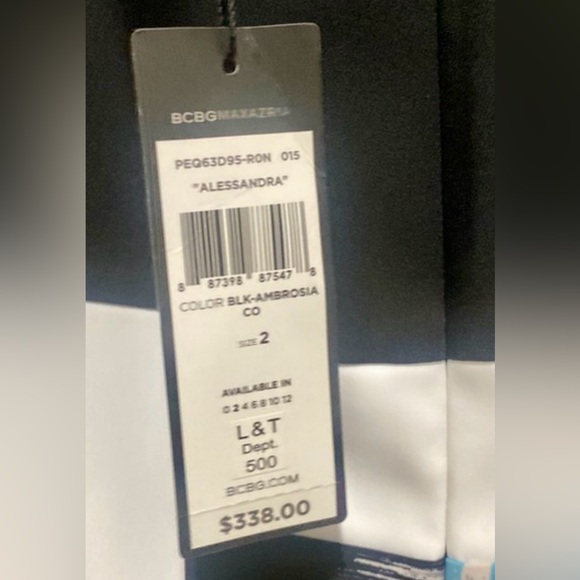 BCBGMAXAZRIA
PEQ63D95-R0N 015
"ALESSANDRA"
8 87398 87547 8
COLOR BLK-AMBROSIA
CO
SIZE 2
AVAILABLE IN
0 2 4 6 8 10 12
L&T
Dept.
500
BCBG.COM
$338.00